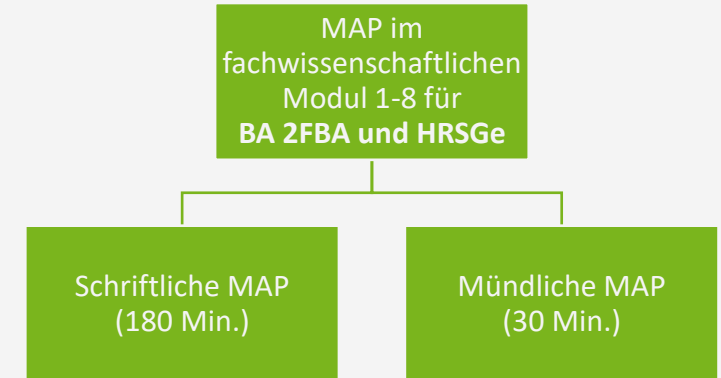 MAP im
fachwissenschaftlichen
Modul 1-8 für
BA 2FBA und HRSGe
Schriftliche MAP
(180 Min.)
Mündliche MAP
(30 Min.)